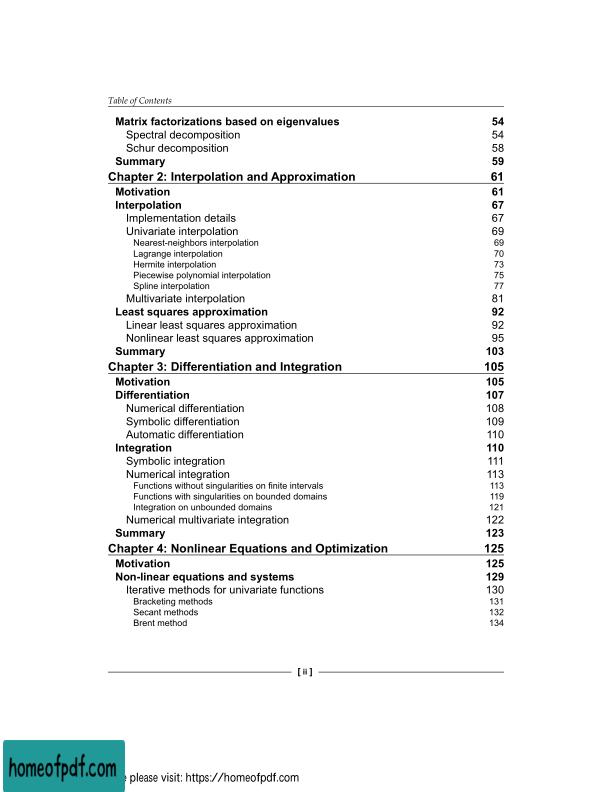 Table of Contents
Matrix factorizations based on eigenvalues 54
Spectral decomposition 54
Schur decomposition 58
Summary 59
Chapter 2: Interpolation and Approximation 61
Motivation 61
Interpolation 67
Implementation details 67
Univariate interpolation 69
Nearest-neighbors interpolation 69
Lagrange interpolation 70
Hermite interpolation 73
Piecewise polynomial interpolation 75
Spline interpolation 77
Multivariate interpolation 81
Least squares approximation 92
Linear least squares approximation 92
Nonlinear least squares approximation 95
Summary 103
Chapter 3: Differentiation and Integration 105
Motivation 105
Differentiation 107
Numerical differentiation 108
Symbolic differentiation 109
Automatic differentiation 110
Integration 110
Symbolic integration 111
Numerical integration 113
Functions without singularities on finite intervals 113
Functions with singularities on bounded domains 119
Integration on unbounded domains 121
Numerical multivariate integration 122
Summary 123
Chapter 4: Nonlinear Equations and Optimization 125
Motivation 125
Non-linear equations and systems 129
Iterative methods for univariate functions 130
Bracketing methods 131
Secant methods 132
Brent method 134
[ ii ]
homeofpdf.com
please visit: https://homeofpdf.com